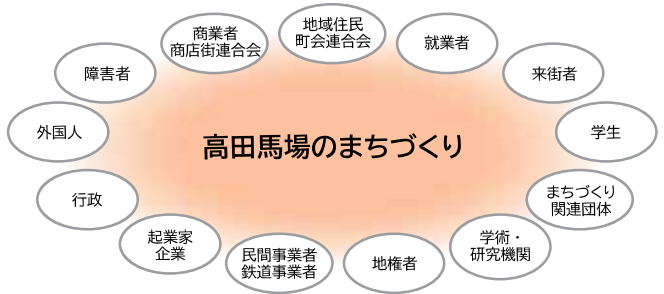 地域住民
町会連合会
商業者
商店街連合会
就業者
障害者
来街者
外国人
高田馬場のまちづくり
学生
行政
まちづくり
関連団体
起業家
企業
学術・
研究機関
民間事業者
鉄道事業者
地権者